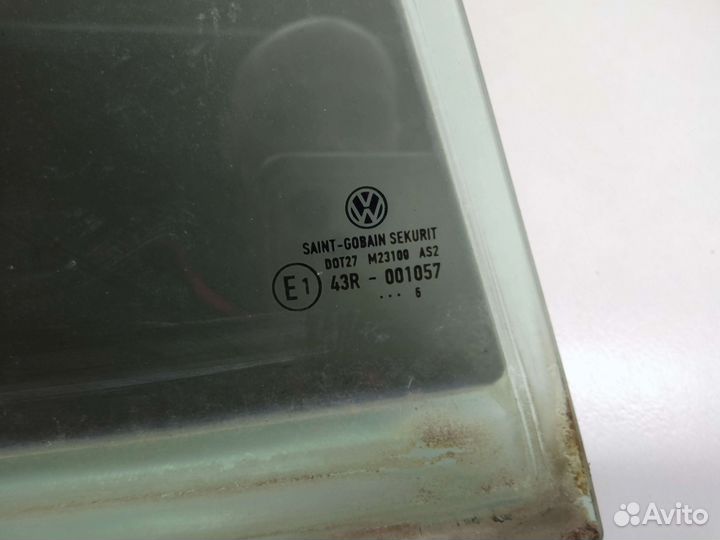 SAINT-GOBAIN SEKURIT
DOT27 M23100 AS2
E1 43R - 001057
... 6
Avito